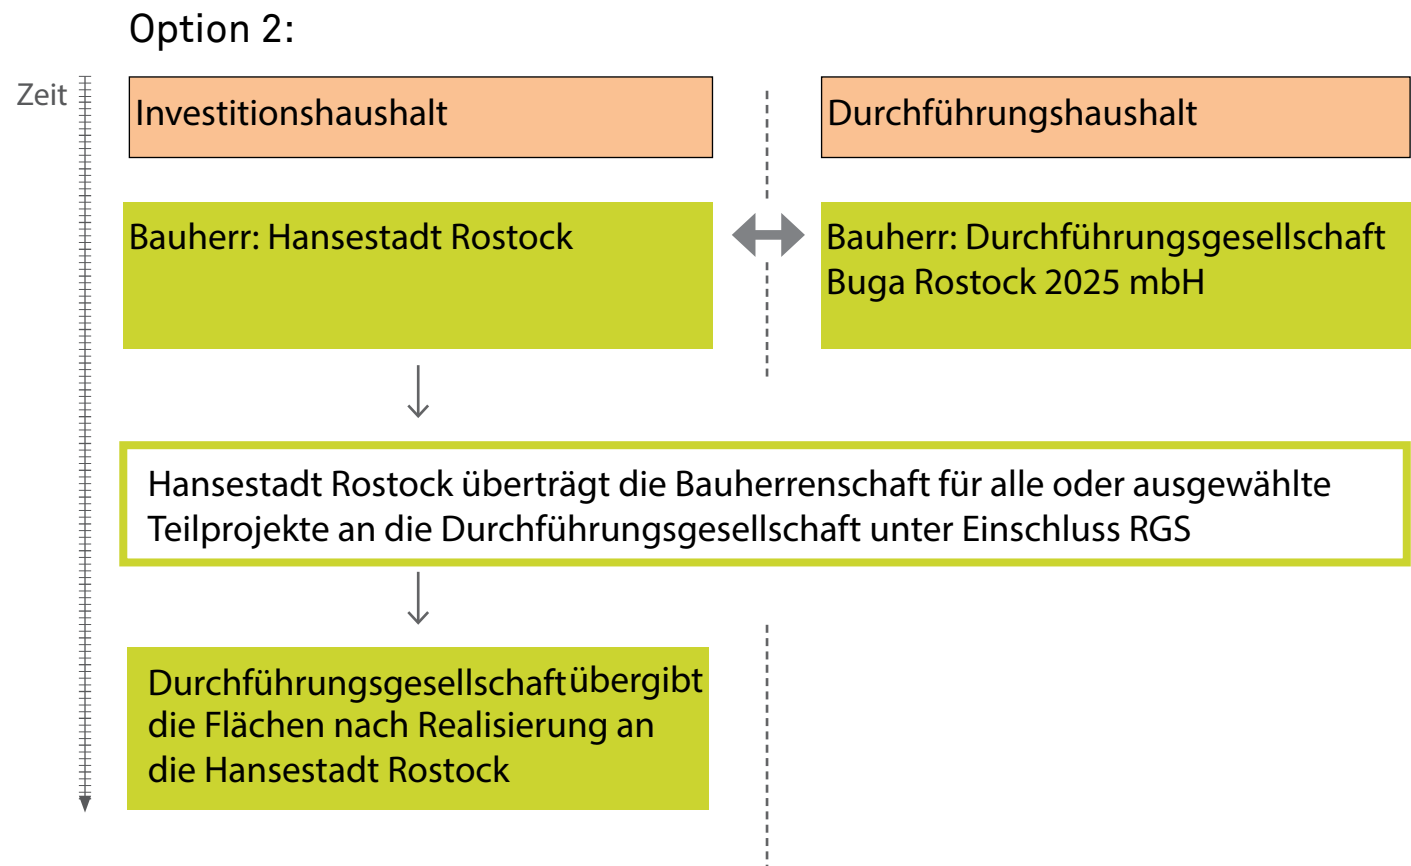 Option 2:
Zeit
Investitionshaushalt
Durchführungshaushalt
Bauherr: Hansestadt Rostock
Bauherr: Durchführungsgesellschaft
Buga Rostock 2025 mbH
Hansestadt Rostock überträgt die Bauherrenschaft für alle oder ausgewählte
Teilprojekte an die Durchführungsgesellschaft unter Einschluss RGS
Durchführungsgesellschaft übergibt
die Flächen nach Realisierung an
die Hansestadt Rostock